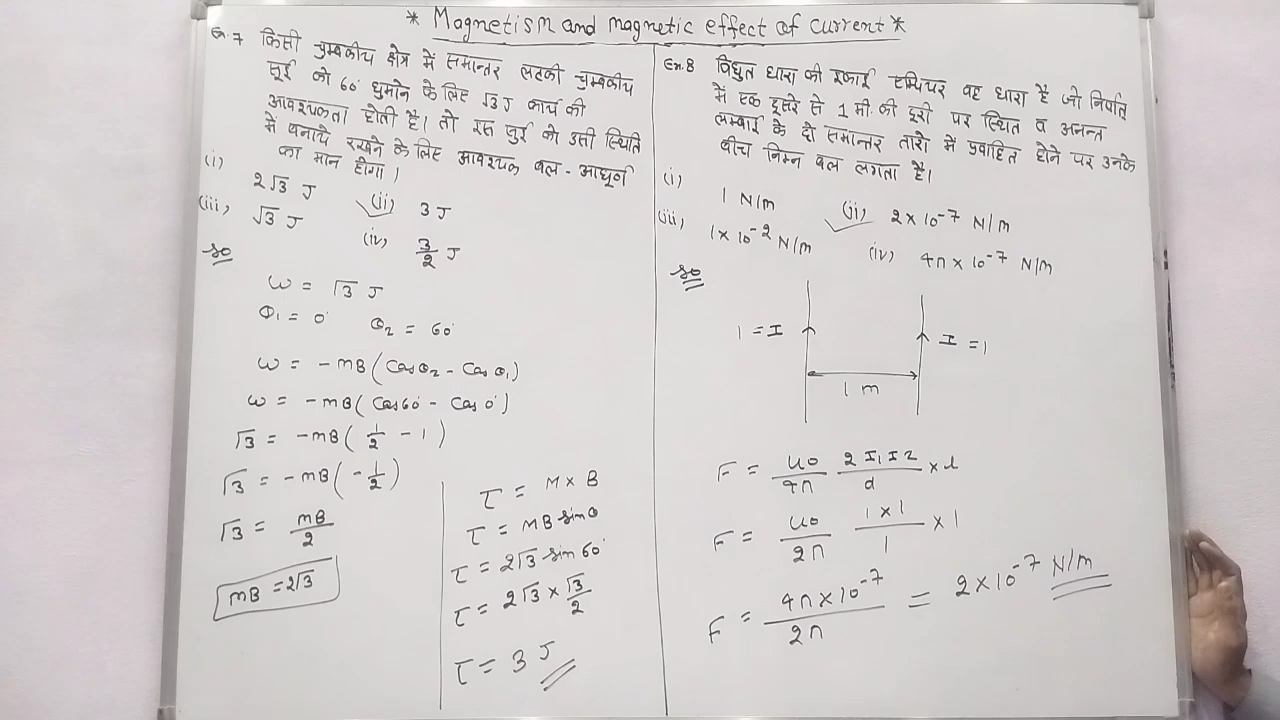 * Magnetism and magnetic effect of current *
Ex. 7 किसी चुम्बकीय क्षेत्र में समान्तर लटकी चुम्बकीय
सुई को 60° घुमाने के लिए √3 J कार्य की
आवश्यकता होती है। तो इस सुई को उसी स्थिति
में बनाये रखने के लिए आवश्यक बल - आघूर्ण
का मान होगा।
(i) 2√3 J (ii) 3 J
(iii) √3 J (iv) 3/2 J
So
W = √3 J
θ₁ = 0° θ₂ = 60°
W = -MB(Cosθ₂ - Cosθ₁)
W = -MB(Cos60° - Cos0°)
√3 = -MB(1/2 - 1)
√3 = -MB(-1/2)
√3 = MB/2
MB = 2√3
τ = M × B
τ = MB sinθ
τ = 2√3 sin60°
τ = 2√3 × √3/2
τ = 3 J
Ex. 8 विधुत धारा की इकाई एम्पियर वह धारा है जो निर्वात
में एक दूसरे से 1 मी. की दूरी पर स्थित व अनन्त
लम्बाई के दो समान्तर तारो में प्रवाहित होने पर उनके
बीच निम्न बल लगता है।
(i) 1 N/m (ii) 2×10⁻⁷ N/m
(iii) 1×10⁻² N/m (iv) 4π×10⁻⁷ N/m
So
1 = I I = 1
1 m
F = μ0/4π 2I₁I2/d × l
F = μ0/2π 1×1/1 × 1
F = 4π×10⁻⁷/2π = 2×10⁻⁷ N/m